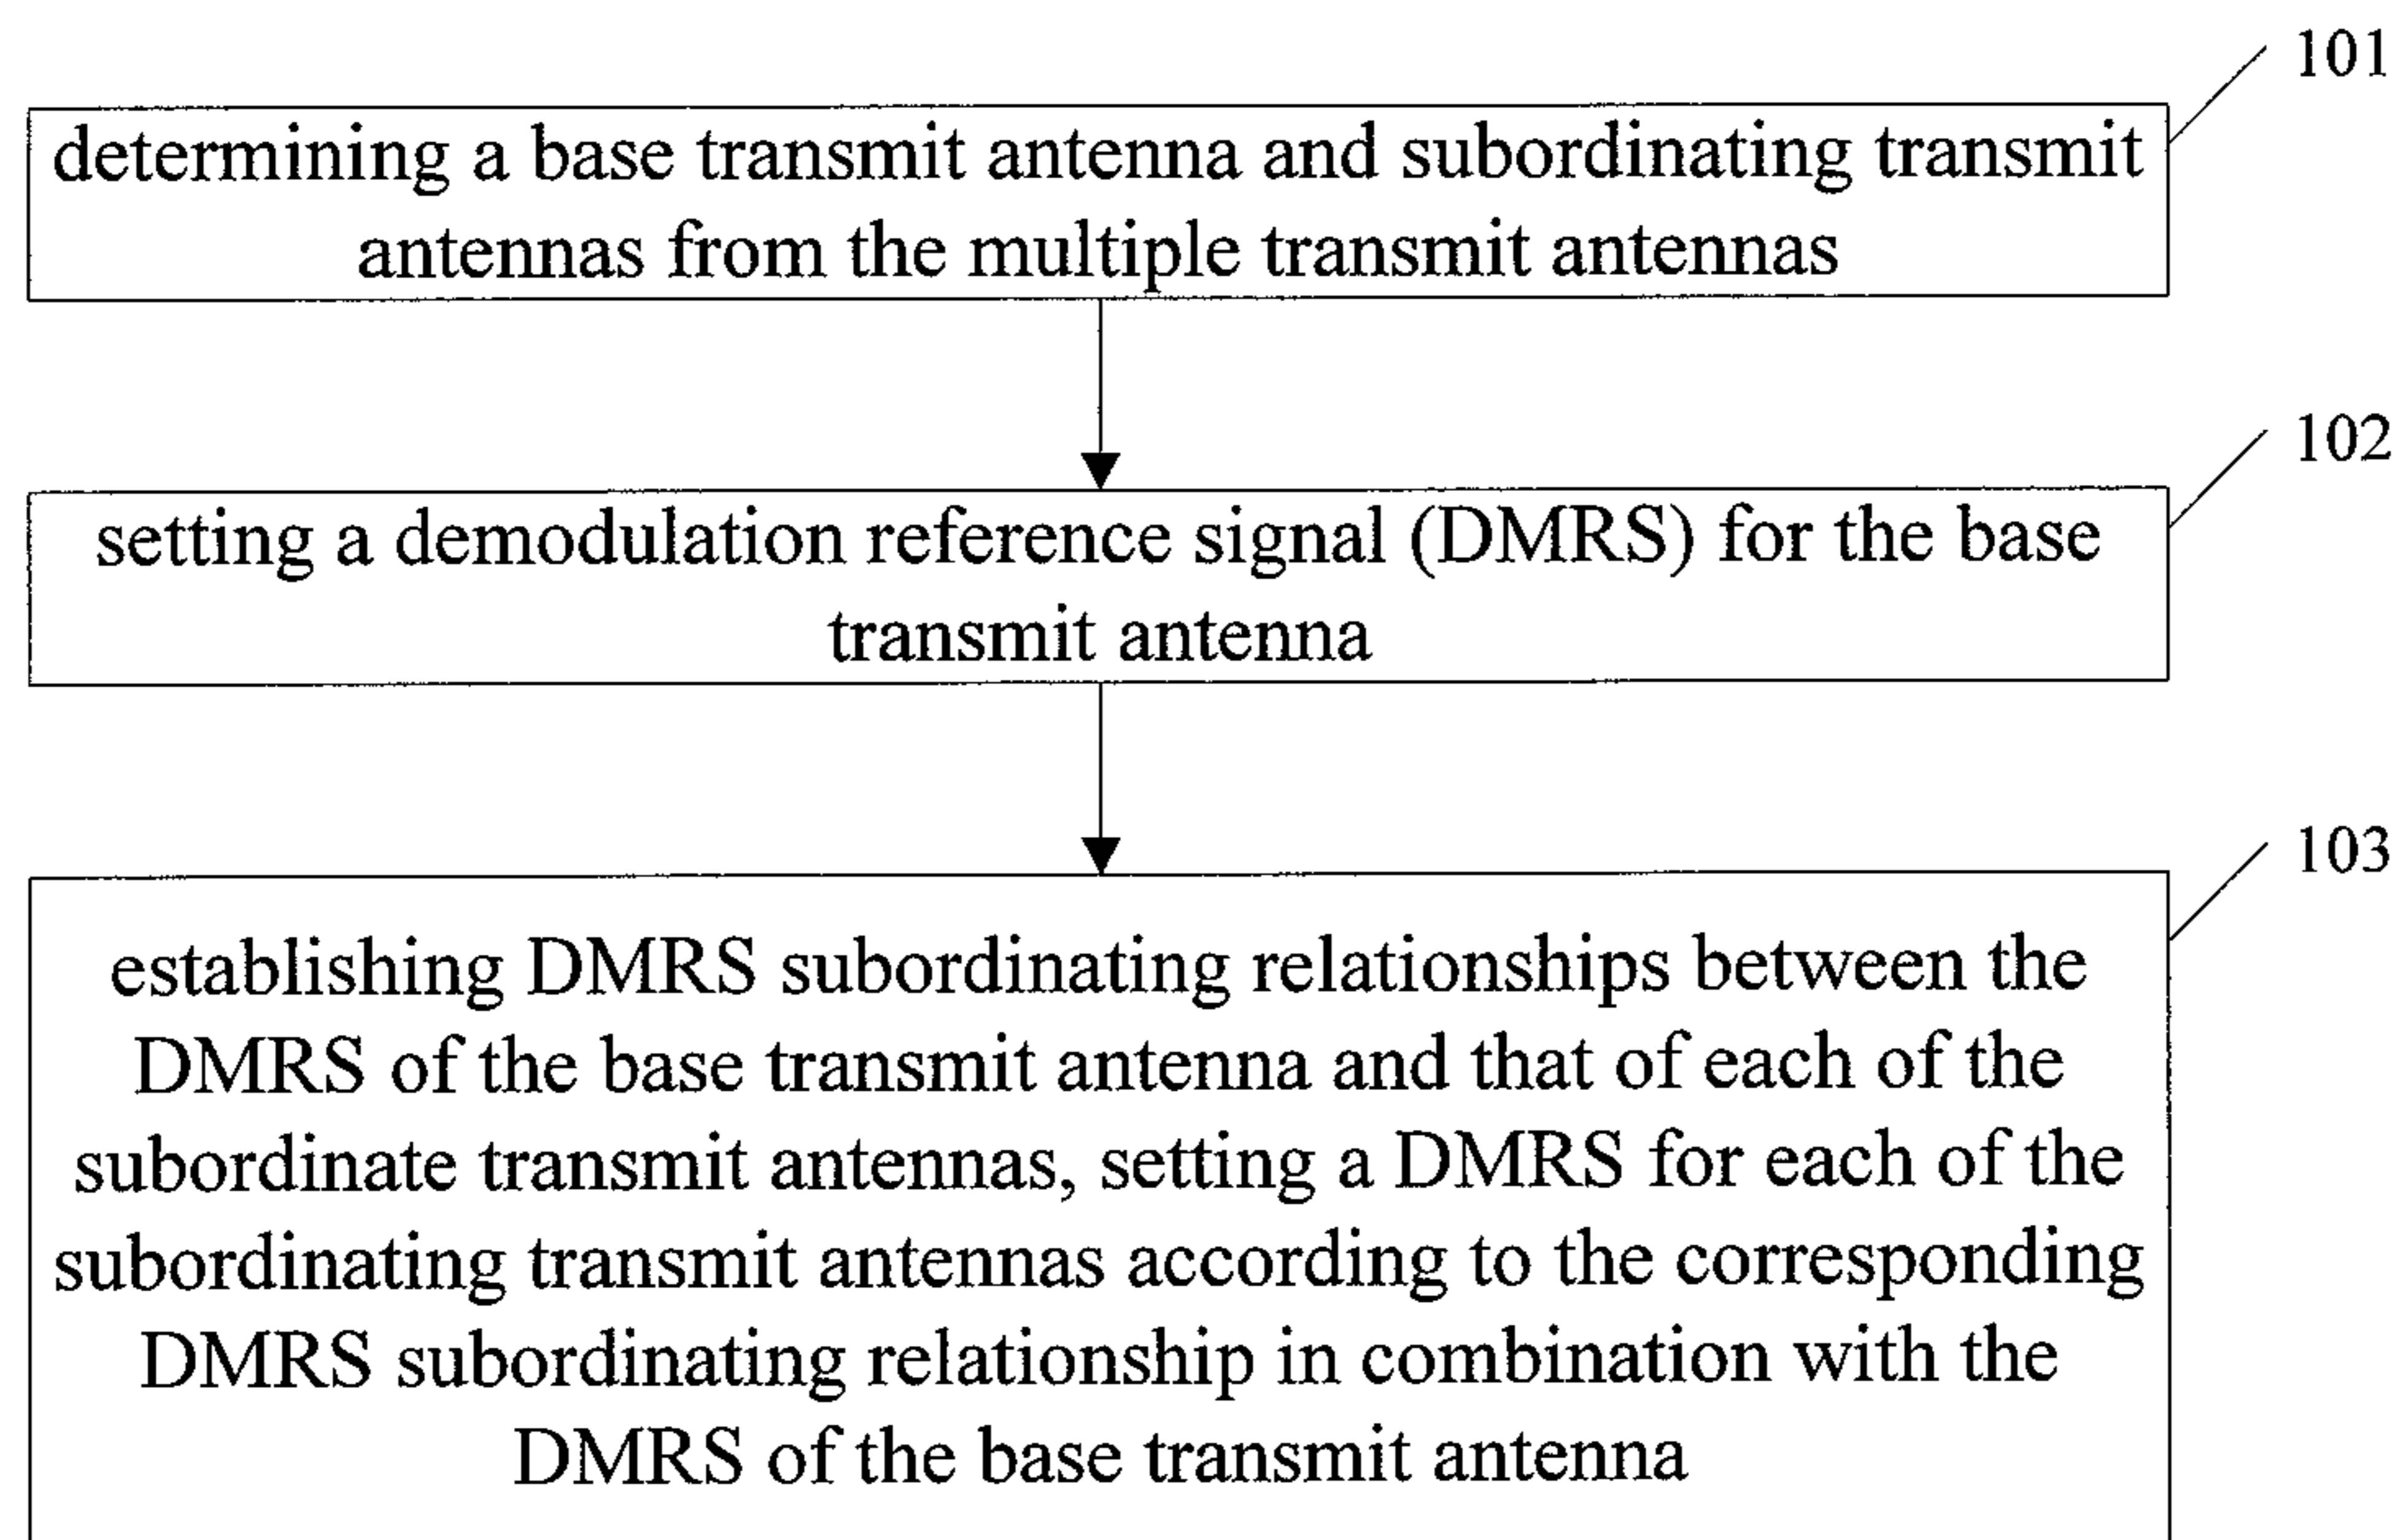 101
determining a base transmit antenna and subordinating transmit
antennas from the multiple transmit antennas
102
setting a demodulation reference signal (DMRS) for the base
transmit antenna
103
establishing DMRS subordinating relationships between the
DMRS of the base transmit antenna and that of each of the
subordinate transmit antennas, setting a DMRS for each of the
subordinating transmit antennas according to the corresponding
DMRS subordinating relationship in combination with the
DMRS of the base transmit antenna